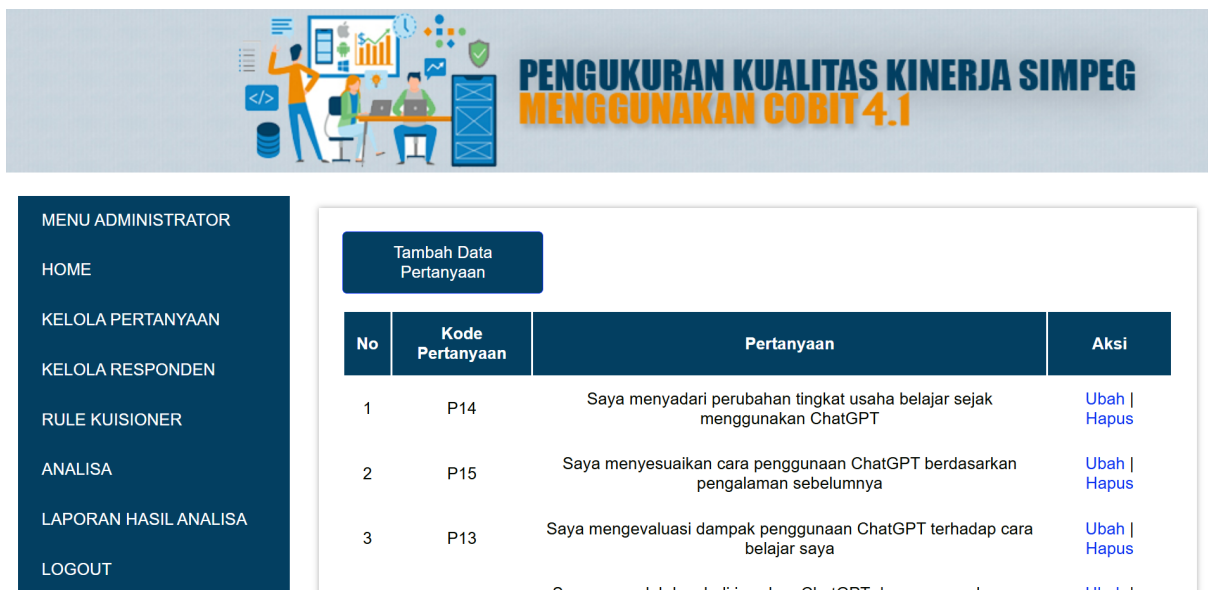 PENGUKURAN KUALITAS KINERJA SIMPEG
MENGGUNAKAN COBIT 4.1
MENU ADMINISTRATOR
HOME
KELOLA PERTANYAAN
KELOLA RESPONDEN
RULE KUISIONER
ANALISA
LAPORAN HASIL ANALISA
LOGOUT
Tambah Data
Pertanyaan
No Kode Pertanyaan Pertanyaan Aksi
1 P14 Saya menyadari perubahan tingkat usaha belajar sejak Ubah |
menggunakan ChatGPT Hapus
2 P15 Saya menyesuaikan cara penggunaan ChatGPT berdasarkan Ubah |
pengalaman sebelumnya Hapus
3 P13 Saya mengevaluasi dampak penggunaan ChatGPT terhadap cara Ubah |
belajar saya Hapus